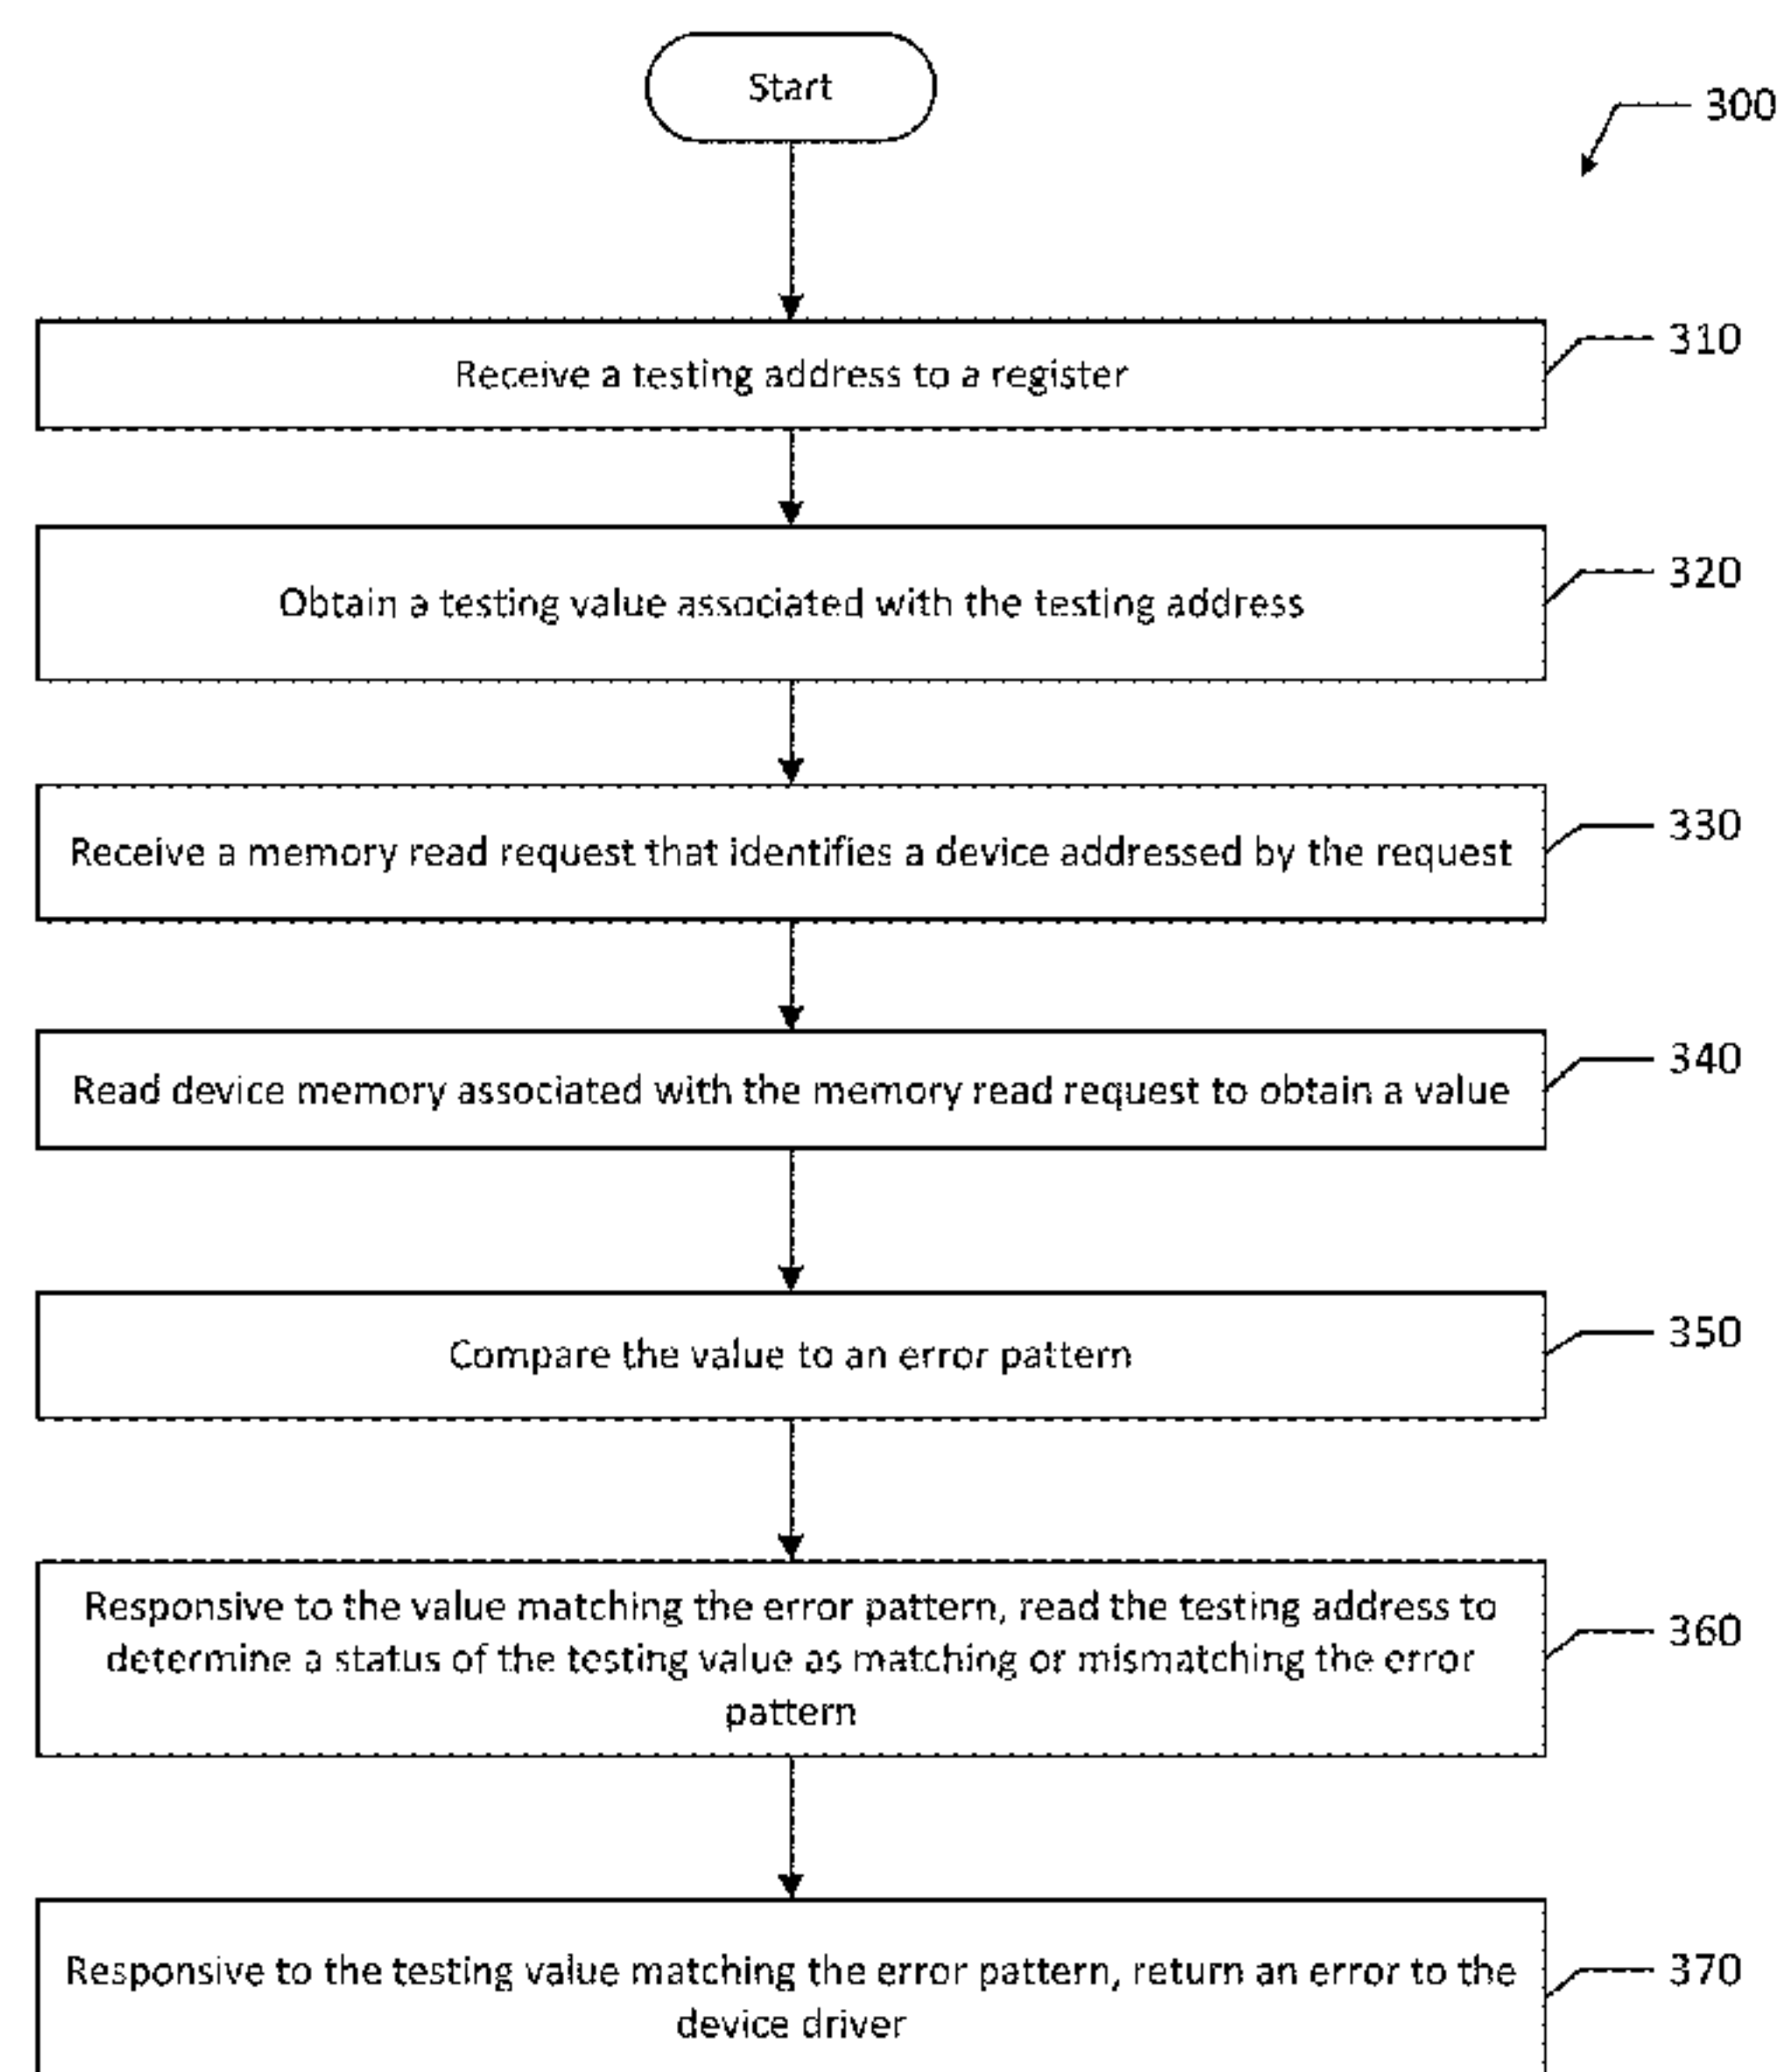 Start
300
Receive a testing address to a register
310
Obtain a testing value associated with the testing address
320
Receive a memory read request that identifies a device addressed by the request
330
Read device memory associated with the memory read request to obtain a value
340
Compare the value to an error pattern
350
Responsive to the value matching the error pattern, read the testing address to
determine a status of the testing value as matching or mismatching the error
pattern
360
Responsive to the testing value matching the error pattern, return an error to the
device driver
370